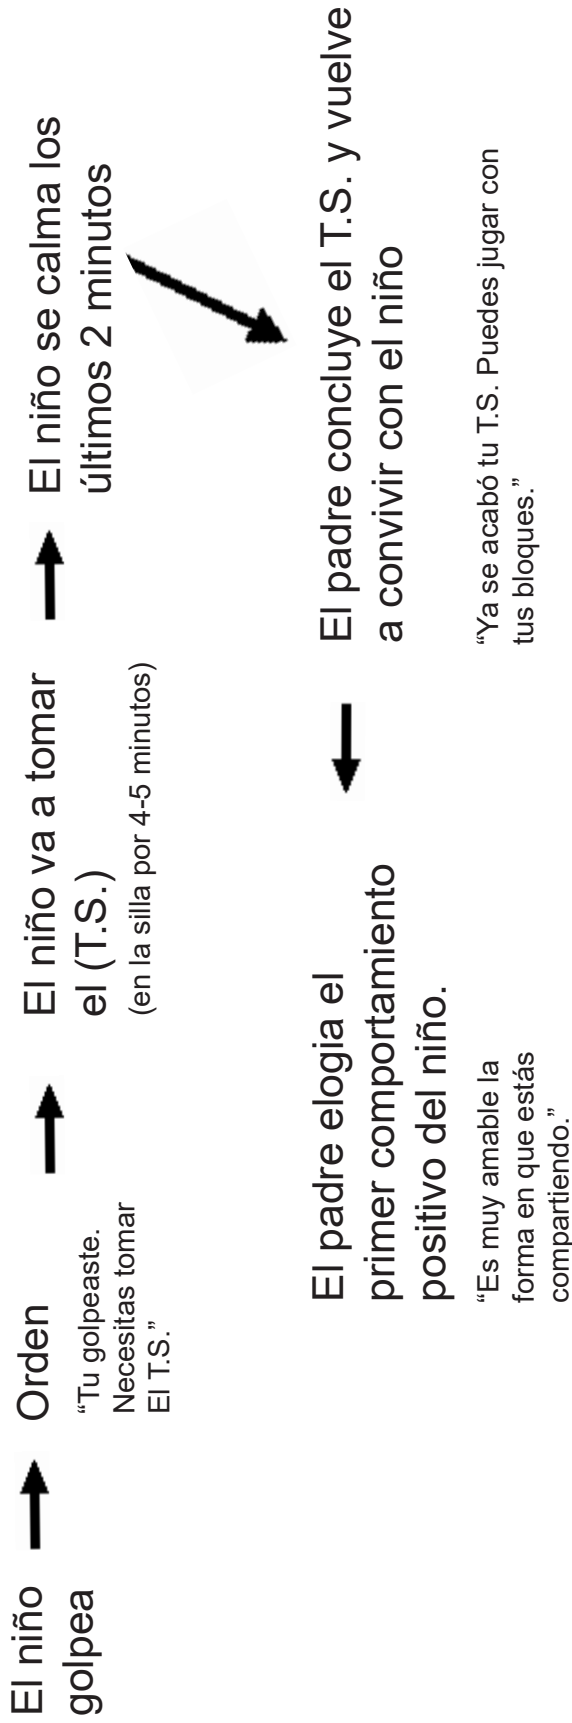 El niño
golpea
Orden
“Tu golpeaste.
Necesitas tomar
El T.S.”
El niño va a tomar
el (T.S.)
(en la silla por 4-5 minutos)
El niño se calma los
últimos 2 minutos
El padre concluye el T.S. y vuelve
a convivir con el niño
“Ya se acabó tu T.S. Puedes jugar con
tus bloques.”
El padre elogia el
primer comportamiento
positivo del niño.
“Es muy amable la
forma en que estás
compartiendo.”